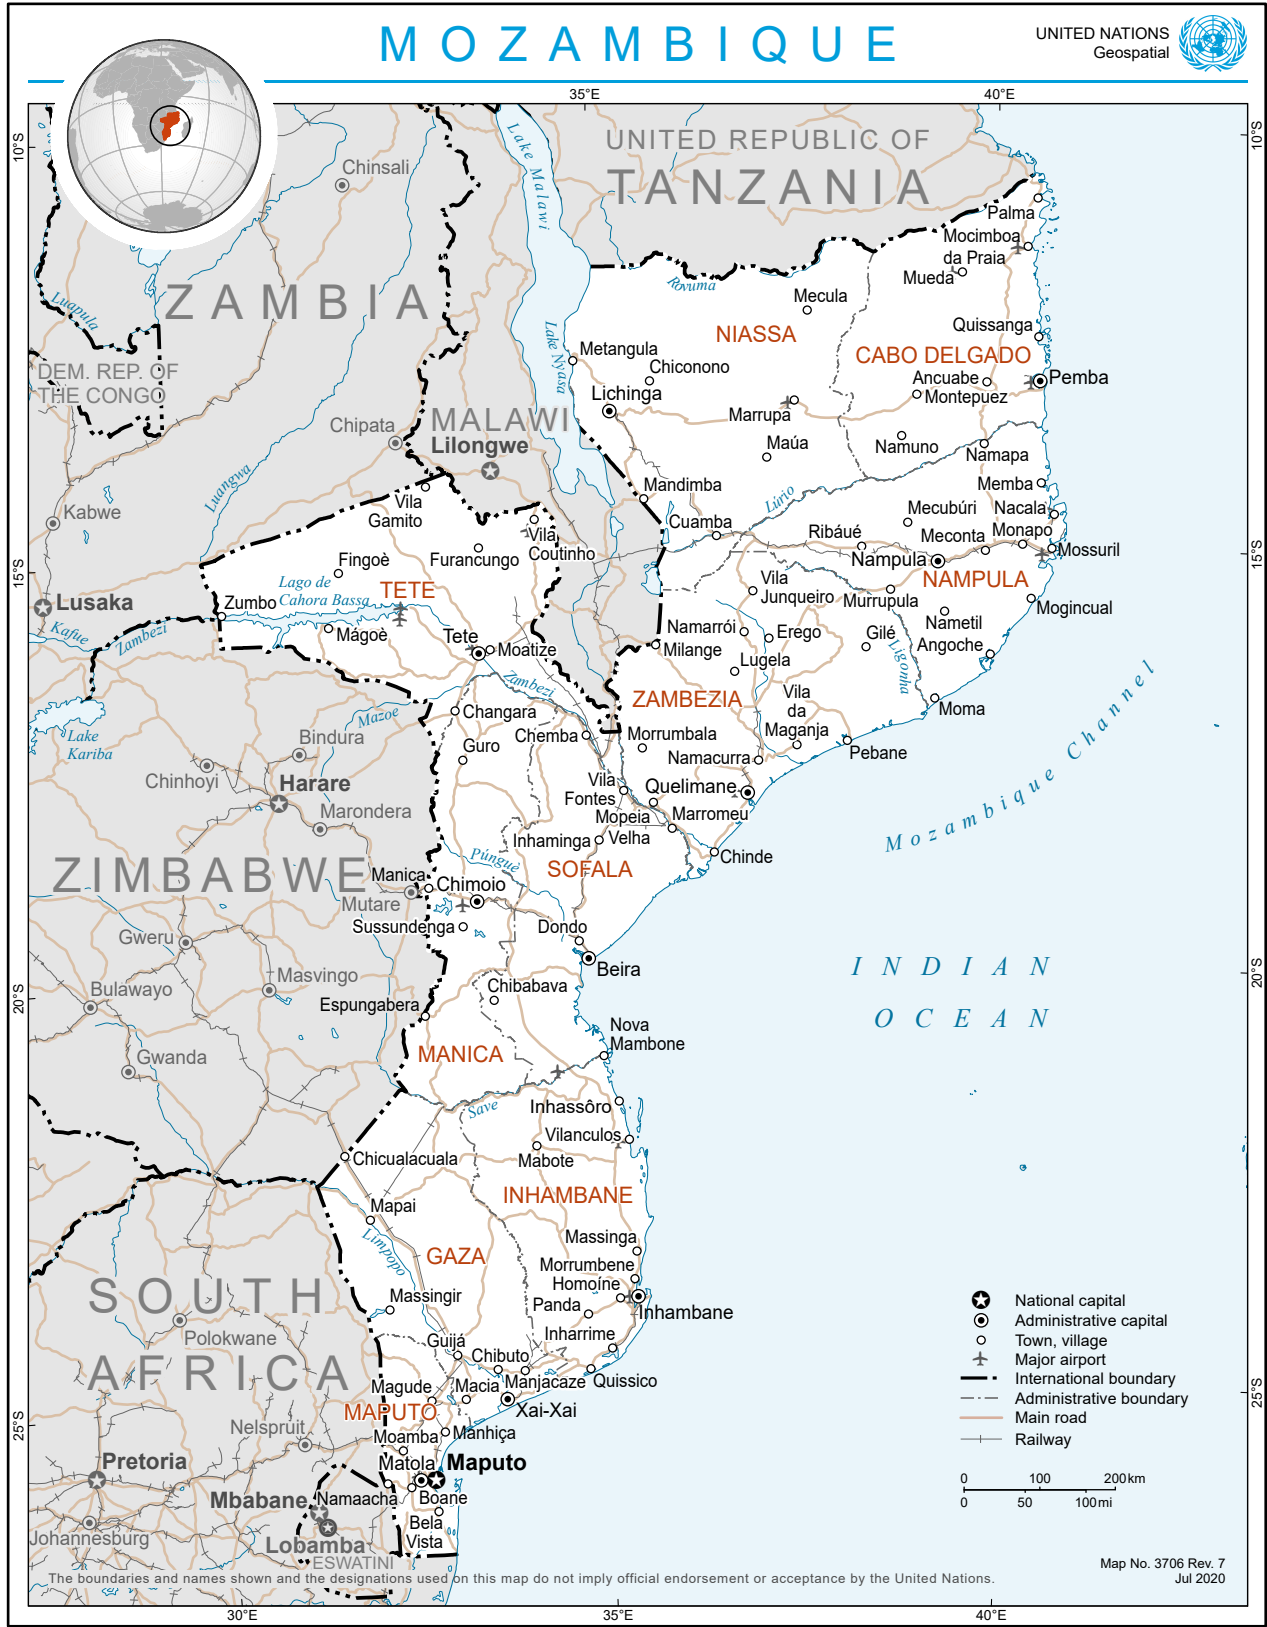 MOZAMBIQUE
UNITED NATIONS
Geospatial
35°E
40°E
10°S
10°S
UNITED REPUBLIC OF
TANZANIA
Lake Malawi
Chinsali
Palma
Mocimboa
da Praia
Mueda
Rovuma
ZAMBIA
Luapula
Mecula
NIASSA
Quissanga
CABO DELGADO
Lake Nyasa
Metangula
Chiconono
DEM. REP. OF
THE CONGO
Ancuabe
Pemba
Montepuez
Lichinga
Marrupa
MALAWI
Lilongwe
Chipata
Maúa
Namuno
Namapa
Luangwa
Mandimba
Lúrio
Memba
Vila
Gamito
Kabwe
Cuamba
Mecubúri
Nacala
Ribáué
Meconta
Monapo
Vila
Coutinho
Furancungo
Mossuril
15°S
15°S
Fingoè
Nampula
NAMPULA
Lago de
Cahora Bassa
TETE
Vila
Junqueiro
Murrupula
Lusaka
Zumbo
Mogincual
Nametil
Kafue
Zambezi
Mágoè
Tete
Moatize
Namarrói
Erego
Gilé
Angoche
Milange
Lugela
Ligonha
Zambezi
ZAMBEZIA
Vila
da
Maganja
Moma
Mazoe
Changara
Lake
Kariba
Bindura
Chemba
Morrumbala
Guro
Namacurra
Pebane
Mozambique Channel
Chinhoyi
Harare
Vila
Fontes
Quelimane
Marondera
Mopeia
Velha
Marromeu
Inhaminga
Chinde
Púngué
SOFALA
ZIMBABWE
Manica
Chimoio
Mutare
Sussundenga
Dondo
Gweru
Beira
INDIAN
OCEAN
Masvingo
Bulawayo
Chibabava
20°S
20°S
Espungabera
Nova
Mambone
Gwanda
MANICA
Save
Inhassôro
Vilanculos
Chicualacuala
Mabote
INHAMBANE
Mapai
Massinga
Limpopo
GAZA
Morrumbene
Homoíne
SOUTH
AFRICA
Massingir
Panda
Inhambane
Polokwane
Inharrime
Guijá
Chibuto
Magude
Macia
Manjacaze
Quissico
MAPUTO
Xai-Xai
25°S
25°S
Nelspruit
Moamba
Manhiça
Pretoria
Matola
Maputo
Mbabane
Namaacha
Boane
Johannesburg
Bela
Vista
Lobamba
ESWATINI
National capital
Administrative capital
Town, village
Major airport
International boundary
Administrative boundary
Main road
Railway
0 100 200 km
0 50 100 mi
Map No. 3706 Rev. 7
Jul 2020
The boundaries and names shown and the designations used on this map do not imply official endorsement or acceptance by the United Nations.
30°E
35°E
40°E